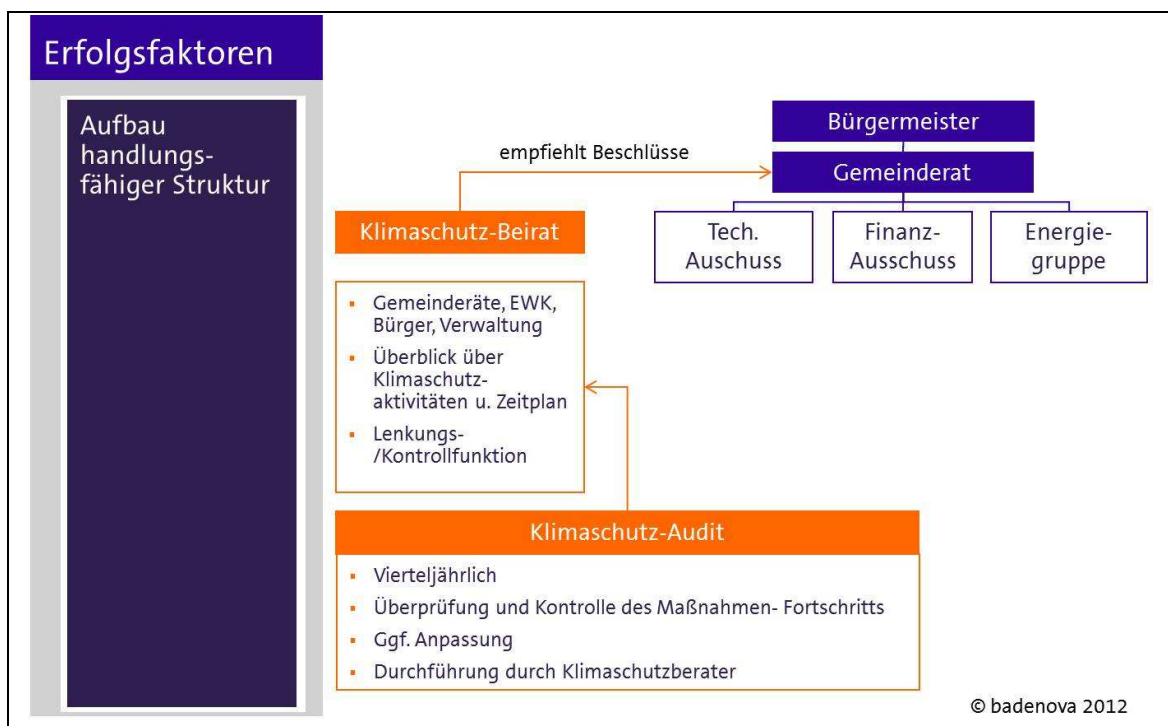 Erfolgsfaktoren
Aufbau
handlungs-
fähiger Struktur
empfiehlt Beschlüsse
Bürgermeister
Gemeinderat
Tech.
Auschuss
Finanz-
Ausschuss
Energie-
gruppe
Klimaschutz-Beirat
▪ Gemeinderäte, EWK,
Bürger, Verwaltung
▪ Überblick über
Klimaschutz-
aktivitäten u. Zeitplan
▪ Lenkungs-
/Kontrollfunktion
Klimaschutz-Audit
▪ Vierteljährlich
▪ Überprüfung und Kontrolle des Maßnahmen- Fortschritts
▪ Ggf. Anpassung
▪ Durchführung durch Klimaschutzberater
© badenova 2012